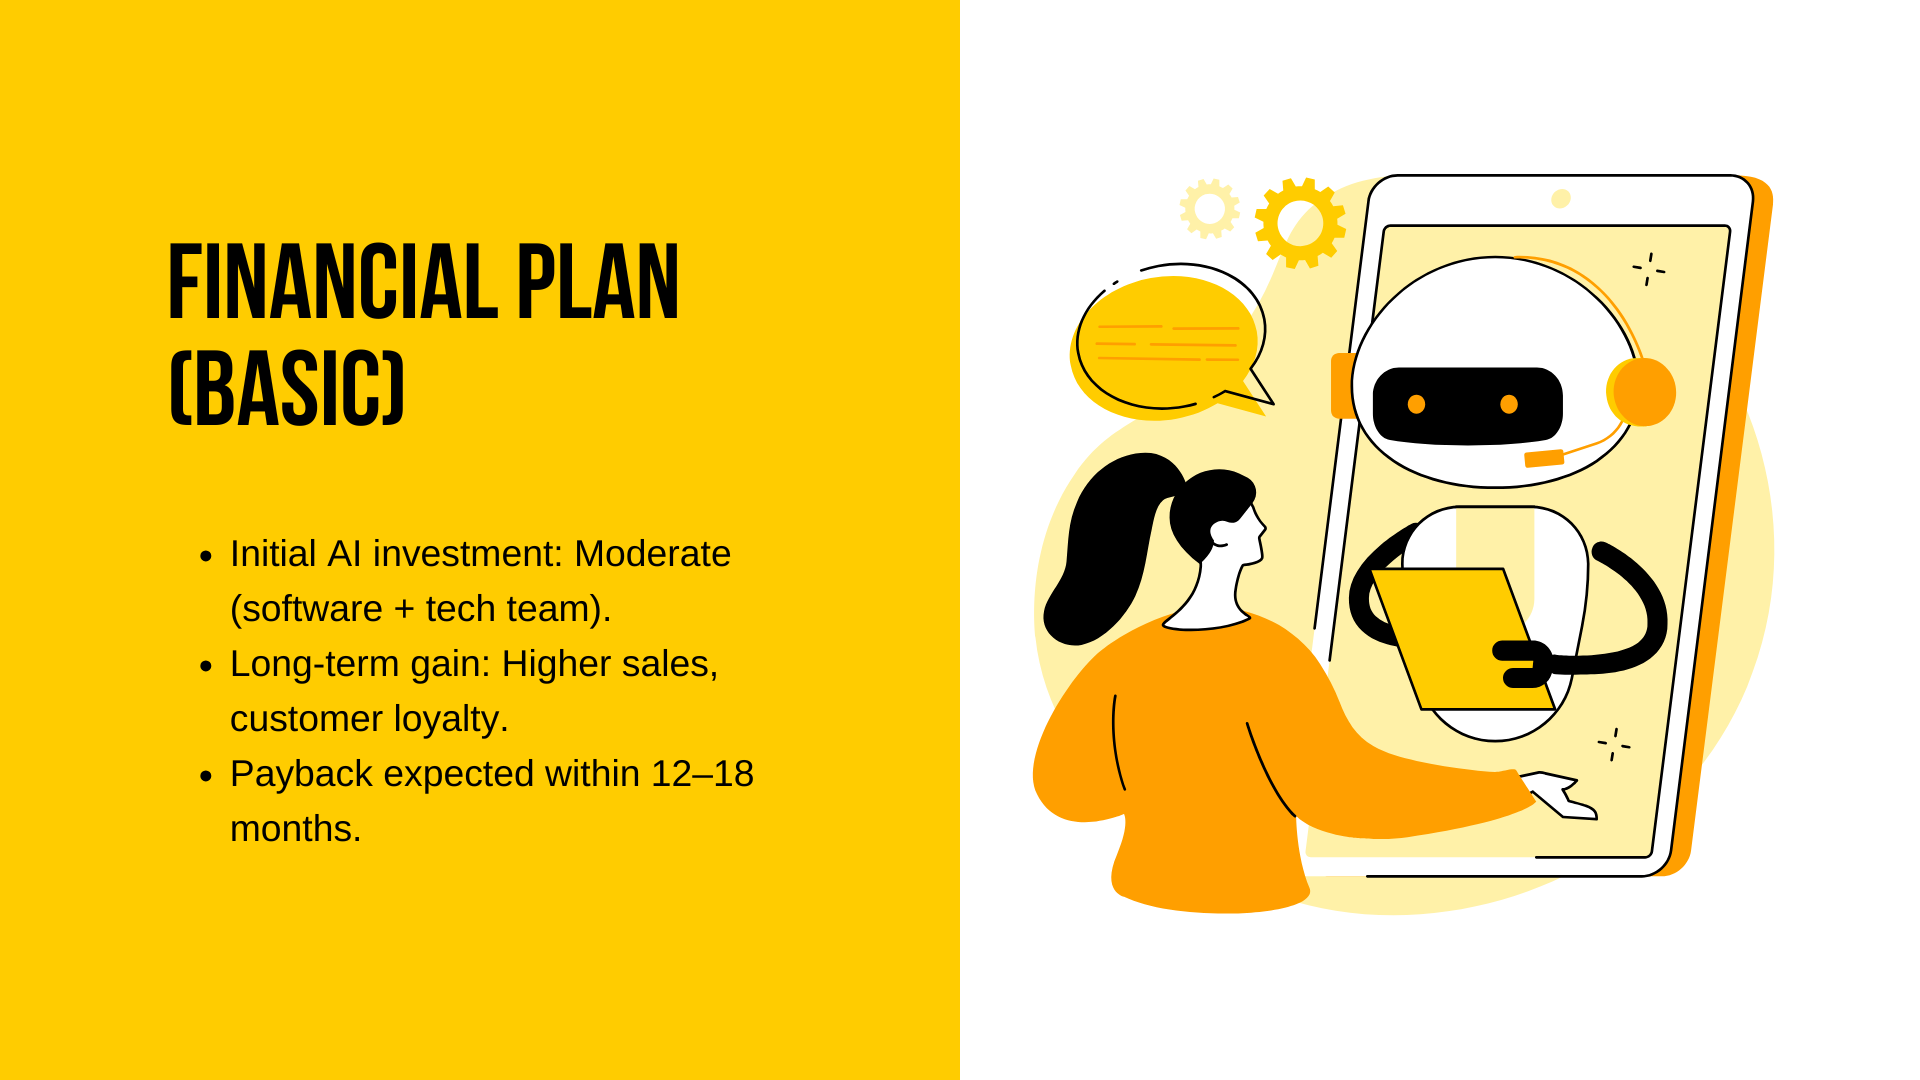 FINANCIAL PLAN
(BASIC)
• Initial AI investment: Moderate
(software + tech team).
• Long-term gain: Higher sales,
customer loyalty.
• Payback expected within 12–18
months.